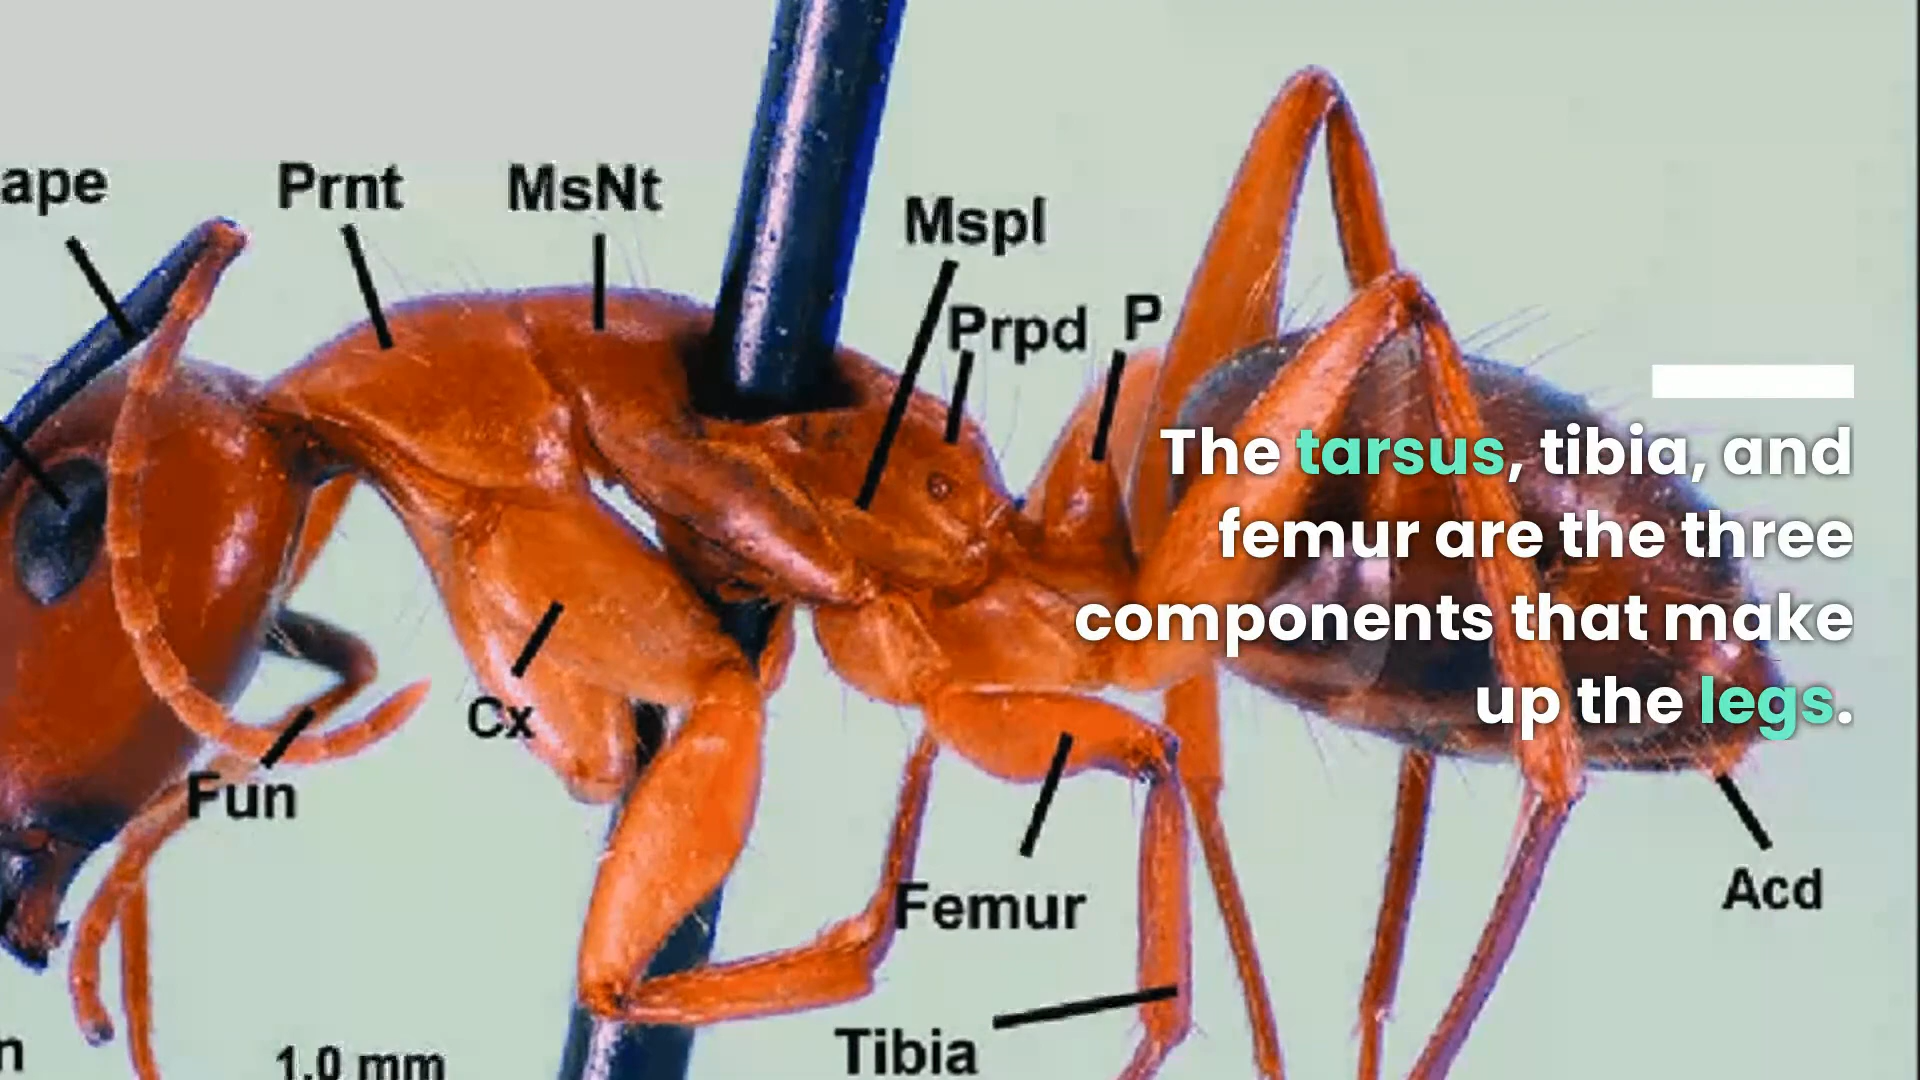 ape
Prnt
MsNt
Mspl
Prpd
P
The tarsus, tibia, and
femur are the three
components that make
up the legs.
Cx
Fun
Femur
Acd
Tibia
n
1.0 mm